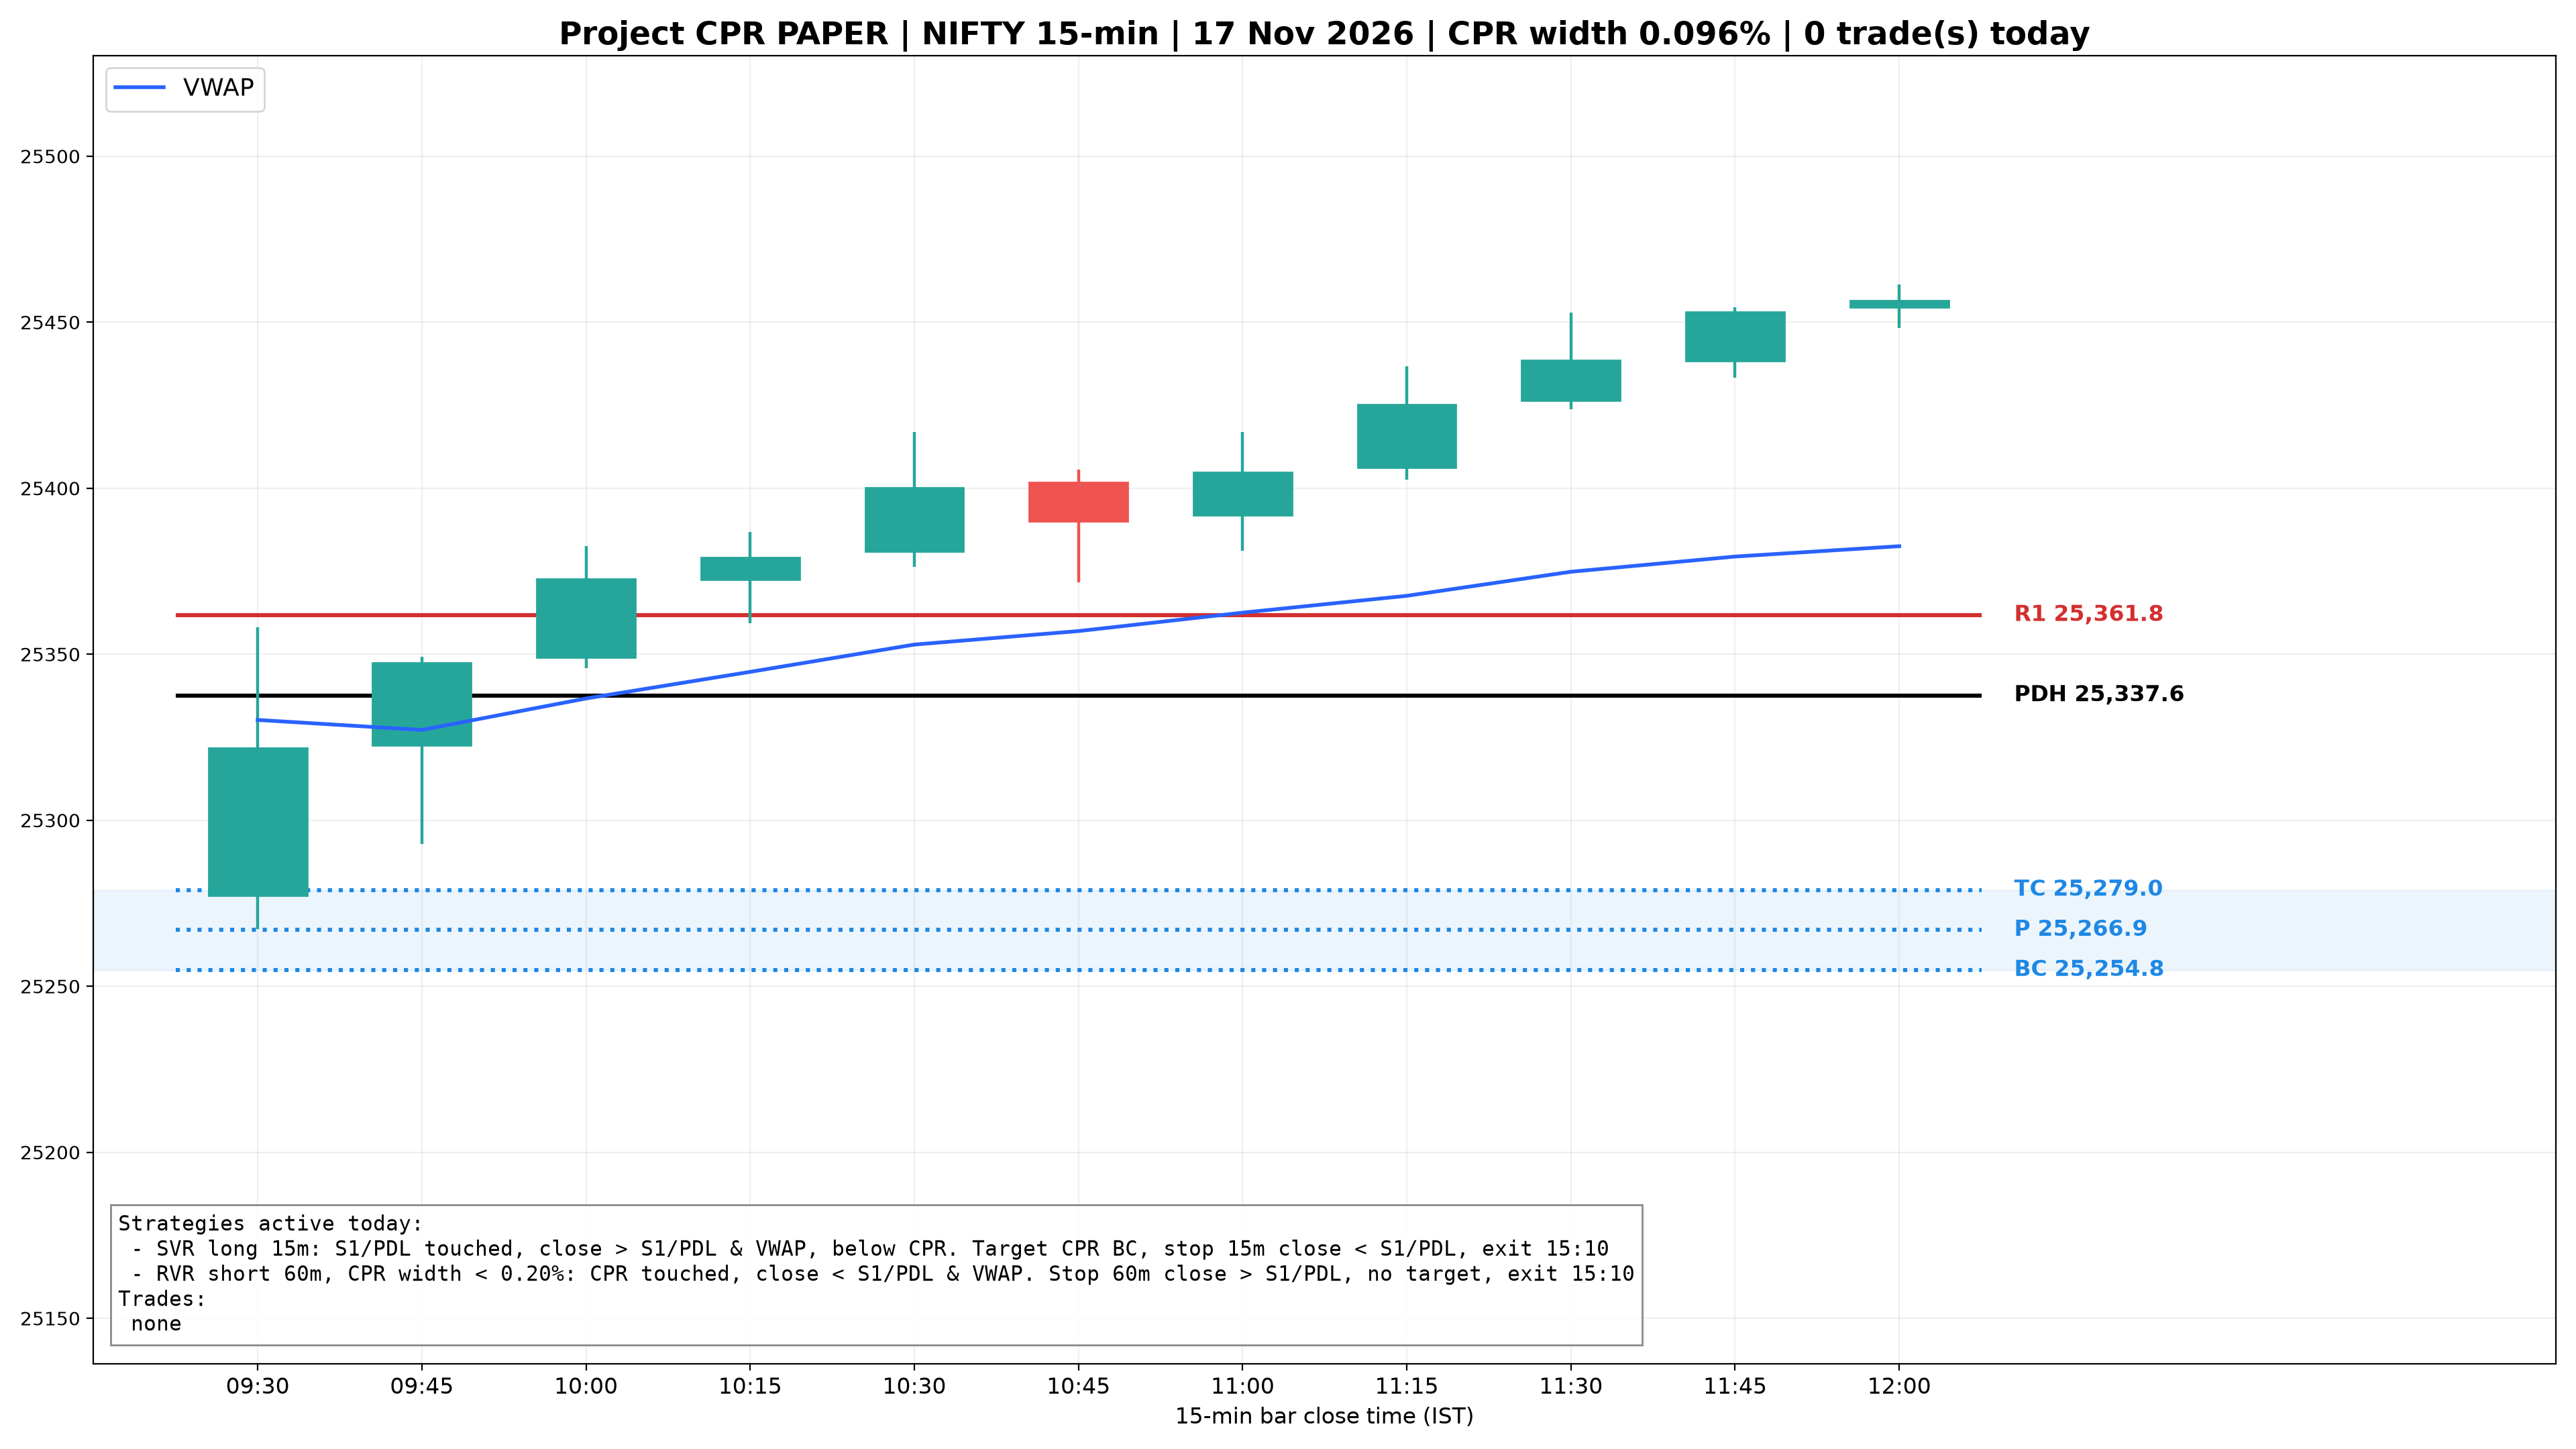 Project CPR PAPER | NIFTY 15-min | 17 Nov 2026 | CPR width 0.096% | 0 trade(s) today
VWAP
25500
25450
25400
25350
25300
25250
25200
25150
R1 25,361.8
PDH 25,337.6
TC 25,279.0
P 25,266.9
BC 25,254.8
Strategies active today:
- SVR long 15m: S1/PDL touched, close > S1/PDL & VWAP, below CPR. Target CPR BC, stop 15m close < S1/PDL, exit 15:10
- RVR short 60m, CPR width < 0.20%: CPR touched, close < S1/PDL & VWAP. Stop 60m close > S1/PDL, no target, exit 15:10
Trades:
none
09:30 09:45 10:00 10:15 10:30 10:45 11:00 11:15 11:30 11:45 12:00
15-min bar close time (IST)